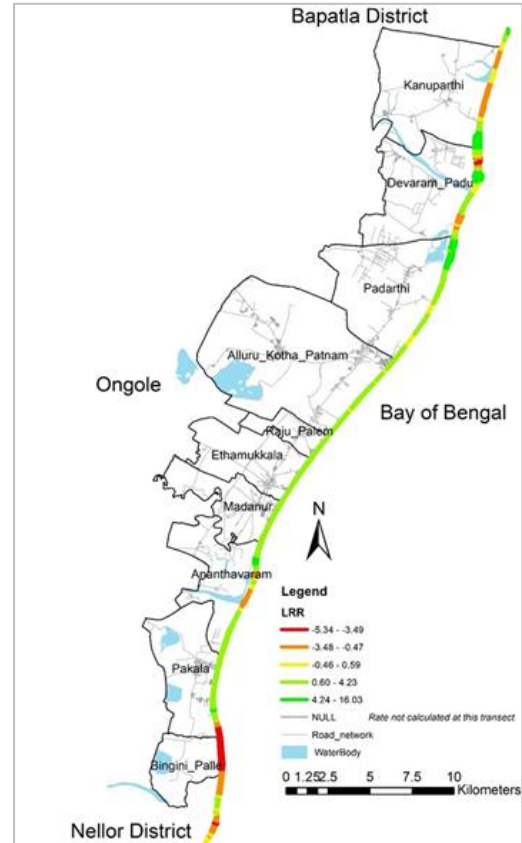 Bapatla District
Kanuparthi
Devaram_Padu
Padarthi
Alluru_Kotha_Patnam
Ongole
Bay of Bengal
Raju_Palem
Ethamukkala
Madanur
N
Ananthavaram
Legend
LRR
-5.34 - -3.49
-3.48 - -0.47
-0.46 - 0.59
0.60 - 4.23
4.24 - 16.03
NULL Rate not calculated at this transect
Road_network
WaterBody
Pakala
Bingini_Palle
0 1.252.5 5 7.5 10
Kilometers
Nellor District